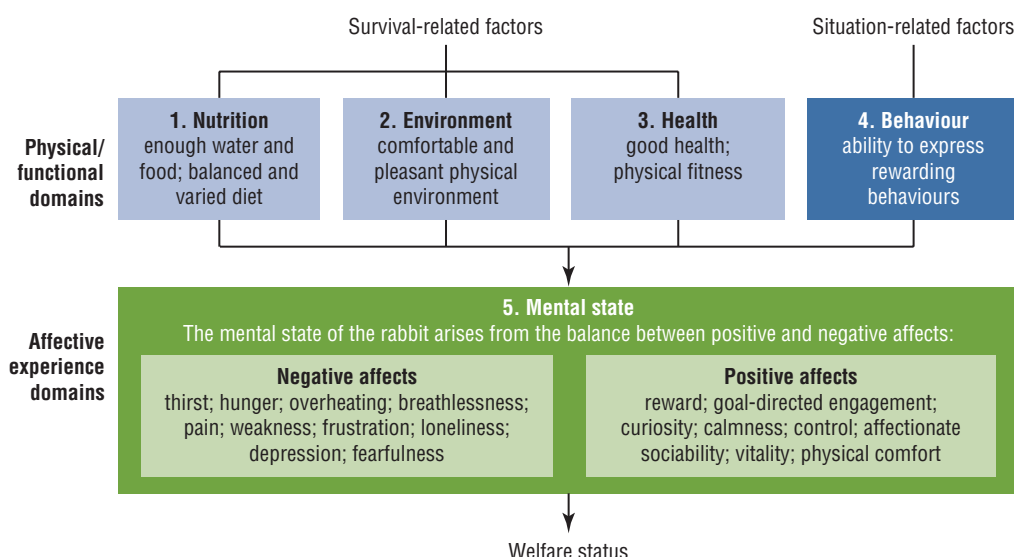 Survival-related factors
Situation-related factors
Physical/
functional
domains
1. Nutrition
enough water and
food; balanced and
varied diet
2. Environment
comfortable and
pleasant physical
environment
3. Health
good health;
physical fitness
4. Behaviour
ability to express
rewarding
behaviours
Affective
experience
domains
5. Mental state
The mental state of the rabbit arises from the balance between positive and negative affects:
Negative affects
thirst; hunger; overheating; breathlessness;
pain; weakness; frustration; loneliness;
depression; fearfulness
Positive affects
reward; goal-directed engagement;
curiosity; calmness; control; affectionate
sociability; vitality; physical comfort
Welfare status